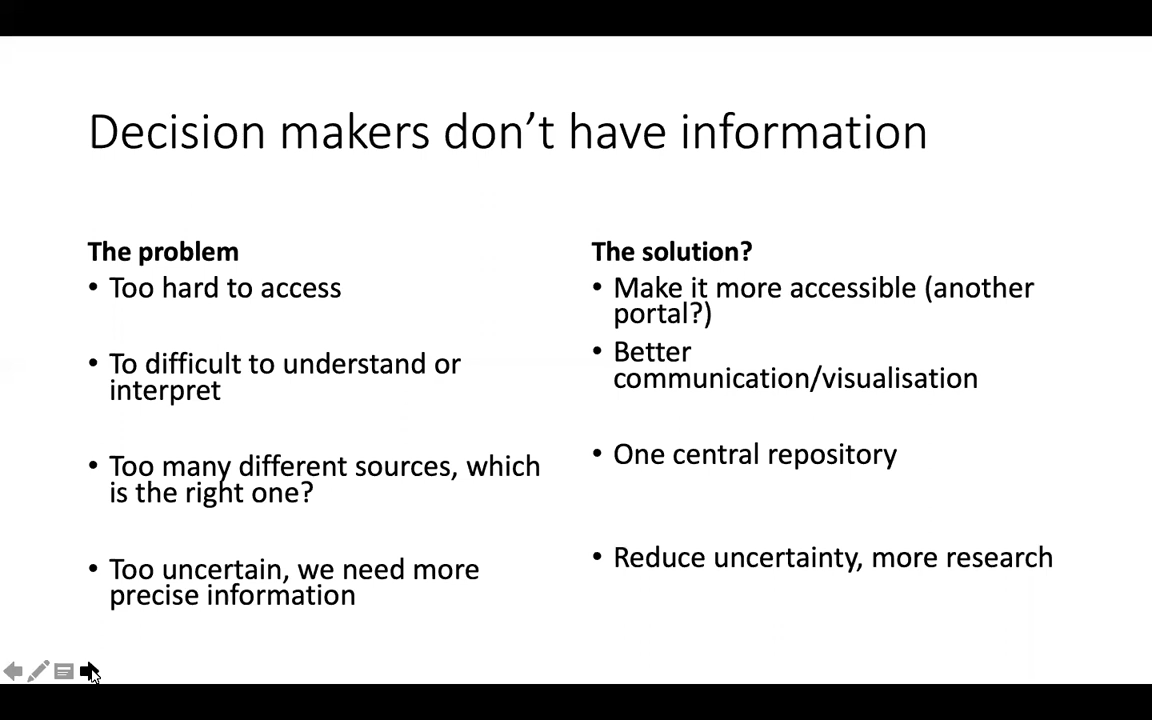 Decision makers don’t have information
The problem
• Too hard to access
• To difficult to understand or
interpret
• Too many different sources, which
is the right one?
• Too uncertain, we need more
precise information
The solution?
• Make it more accessible (another
portal?)
• Better
communication/visualisation
• One central repository
• Reduce uncertainty, more research